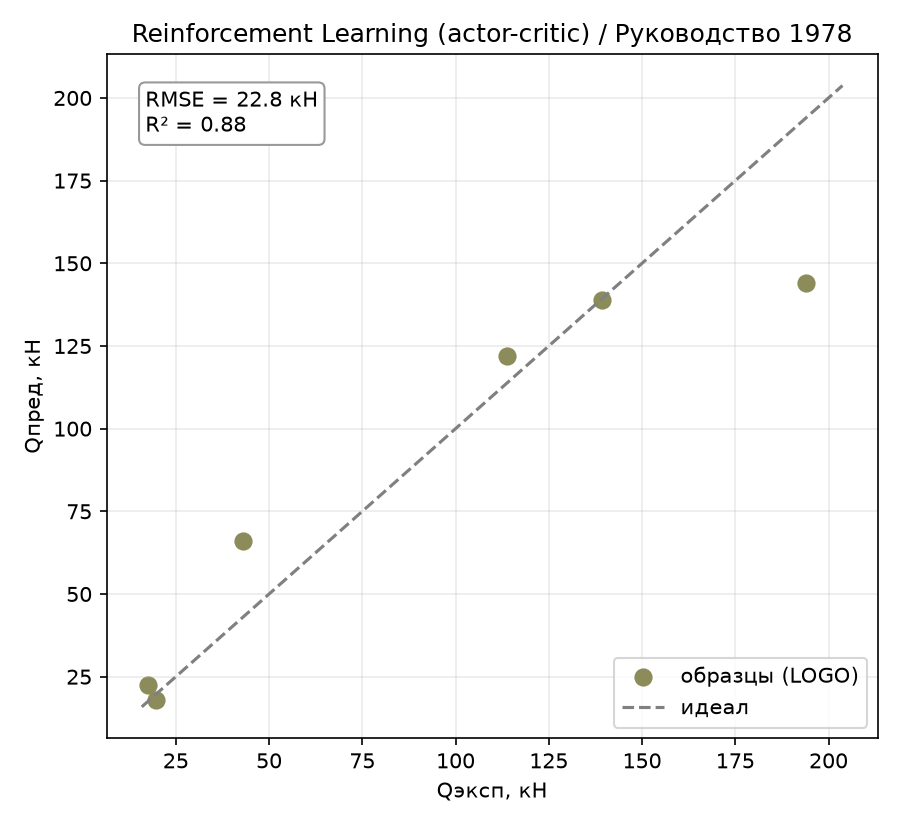 Reinforcement Learning (actor-critic) / Руководство 1978
RMSE = 22.8 кН
R² = 0.88
200
175
150
125
100
75
50
25
Qпред, кН
образцы (LOGO)
идеал
25
50
75
100
125
150
175
200
Qэксп, кН